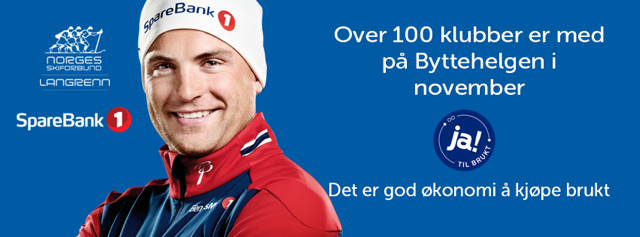 SpareBank 1
NORGES
SKIFORBUND
LANGRENN
SpareBank 1
Over 100 klubber er med
på Byttehelgen i
november
ja!
TIL BRUKT
Det er god økonomi å kjøpe brukt
1